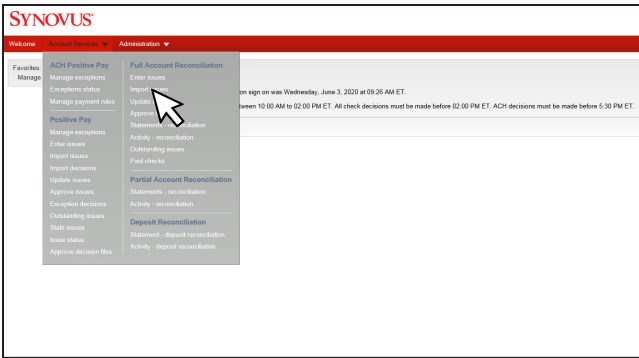 SYNOVUS®
Welcome Account Services Administration
Favorites
Manage
ACH Positive Pay
Manage exceptions
Exceptions status
Manage payment rules
Positive Pay
Manage exceptions
Enter issues
Import issues
Import decisions
Update issues
Approve issues
Exception decisions
Outstanding issues
Stale issues
Issue status
Approve decision files
Full Account Reconciliation
Enter issues
Import issues
Update
Approve
Statements - reconciliation
Activity - reconciliation
Outstanding issues
Paid checks
Partial Account Reconciliation
Statements - reconciliation
Activity - reconciliation
Deposit Reconciliation
Statement - deposit reconciliation
Activity - deposit reconciliation
on sign on was Wednesday, June 3, 2020 at 09:26 AM ET.
tween 10:00 AM to 02:00 PM ET. All check decisions must be made before 02:00 PM ET. ACH decisions must be made before 5:30 PM ET.